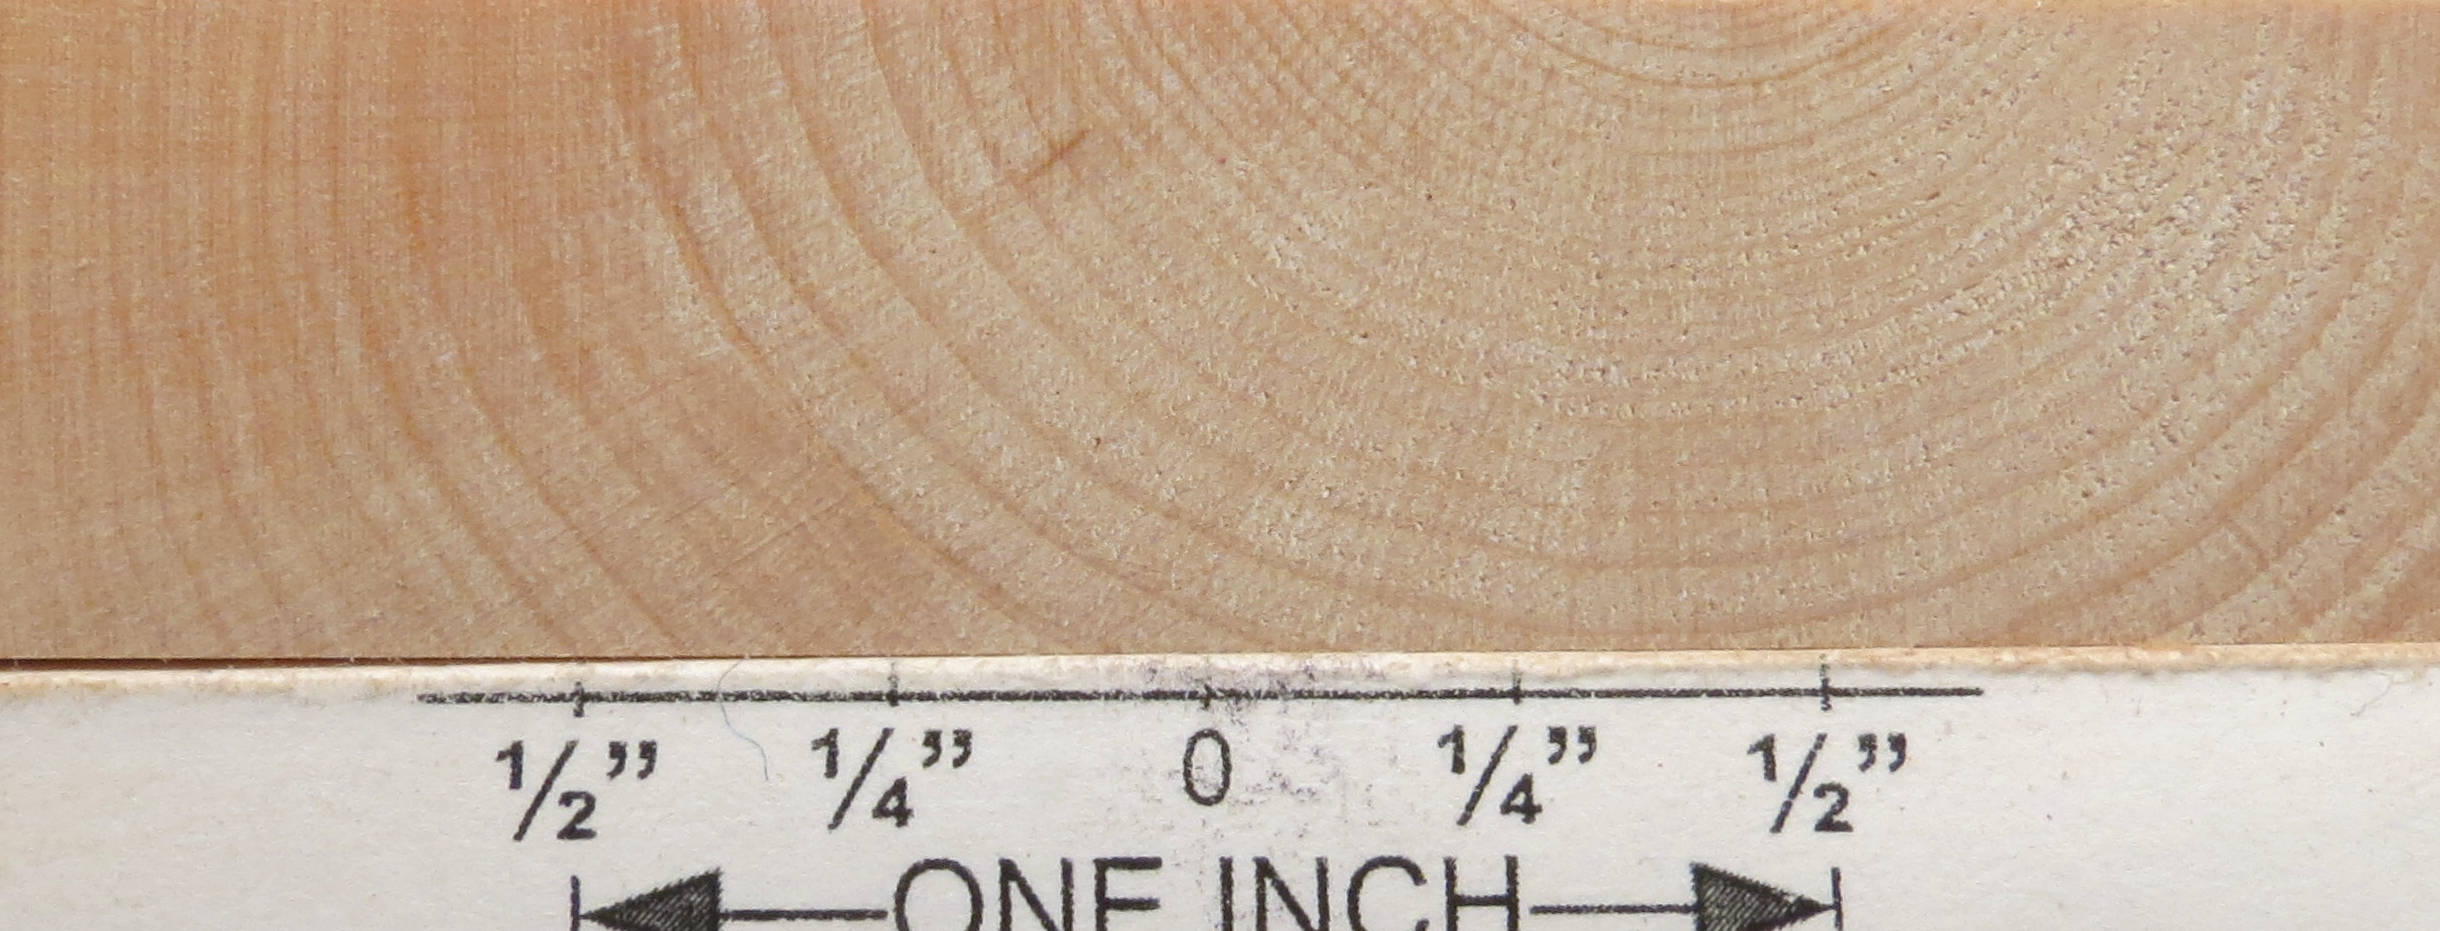 ½” ¼” 0 ¼” ½”
ONE INCH